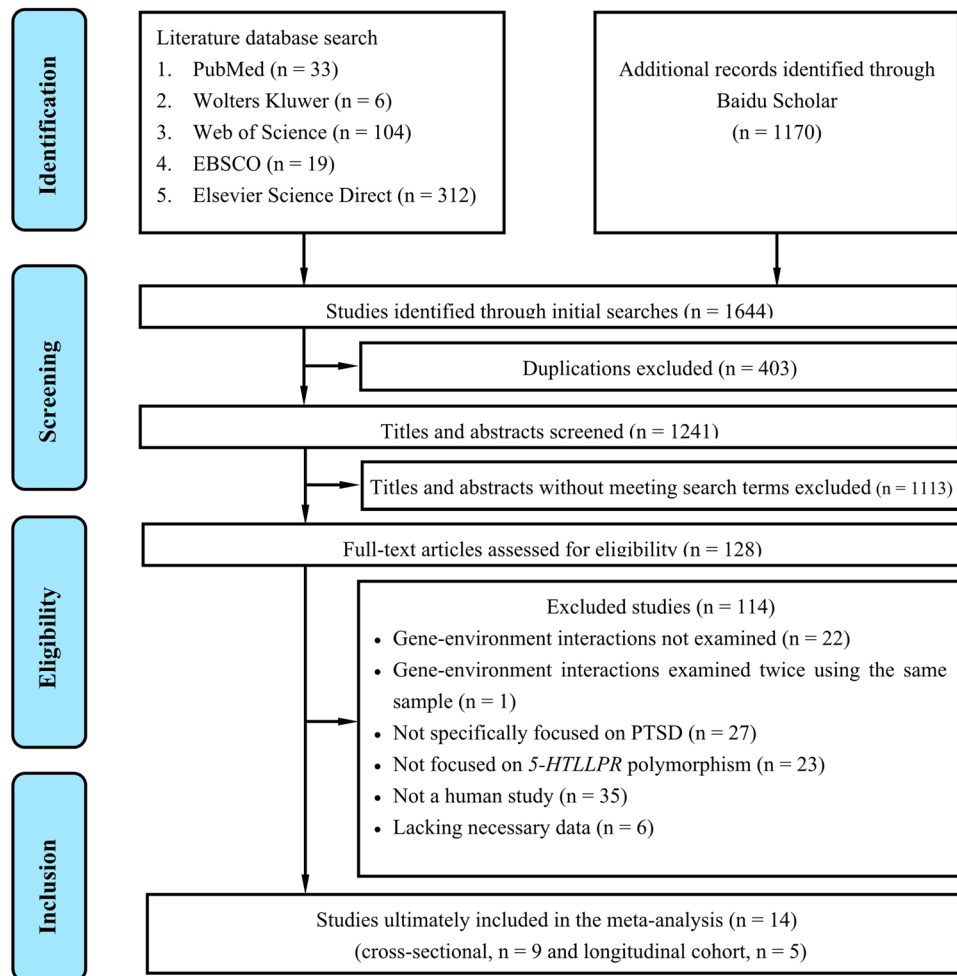 Identification
Literature database search
1. PubMed (n = 33)
2. Wolters Kluwer (n = 6)
3. Web of Science (n = 104)
4. EBSCO (n = 19)
5. Elsevier Science Direct (n = 312)
Additional records identified through
Baidu Scholar
(n = 1170)
Screening
Studies identified through initial searches (n = 1644)
Duplications excluded (n = 403)
Titles and abstracts screened (n = 1241)
Titles and abstracts without meeting search terms excluded (n = 1113)
Eligibility
Full-text articles assessed for eligibility (n = 128)
Excluded studies (n = 114)
• Gene-environment interactions not examined (n = 22)
• Gene-environment interactions examined twice using the same
sample (n = 1)
• Not specifically focused on PTSD (n = 27)
• Not focused on 5-HTLLPR polymorphism (n = 23)
• Not a human study (n = 35)
• Lacking necessary data (n = 6)
Inclusion
Studies ultimately included in the meta-analysis (n = 14)
(cross-sectional, n = 9 and longitudinal cohort, n = 5)